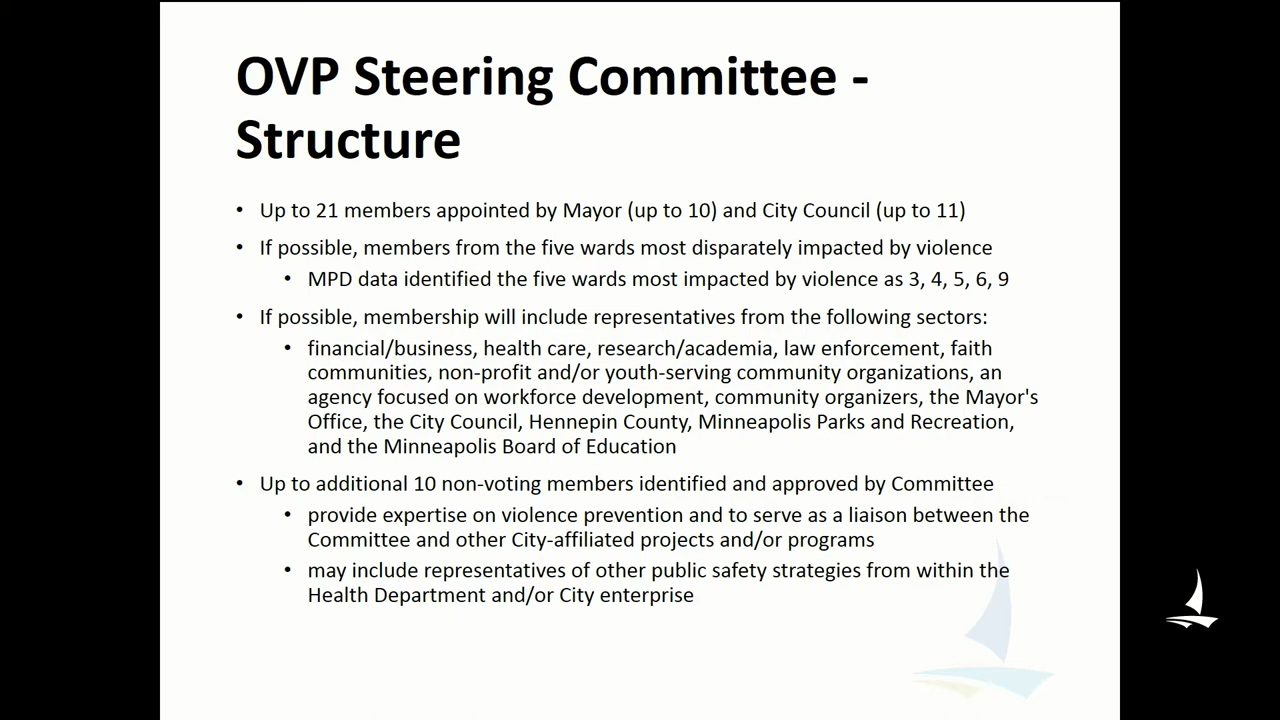 OVP Steering Committee -
Structure
• Up to 21 members appointed by Mayor (up to 10) and City Council (up to 11)
• If possible, members from the five wards most disparately impacted by violence
• MPD data identified the five wards most impacted by violence as 3, 4, 5, 6, 9
• If possible, membership will include representatives from the following sectors:
• financial/business, health care, research/academia, law enforcement, faith
communities, non-profit and/or youth-serving community organizations, an
agency focused on workforce development, community organizers, the Mayor's
Office, the City Council, Hennepin County, Minneapolis Parks and Recreation,
and the Minneapolis Board of Education
• Up to additional 10 non-voting members identified and approved by Committee
• provide expertise on violence prevention and to serve as a liaison between the
Committee and other City-affiliated projects and/or programs
• may include representatives of other public safety strategies from within the
Health Department and/or City enterprise